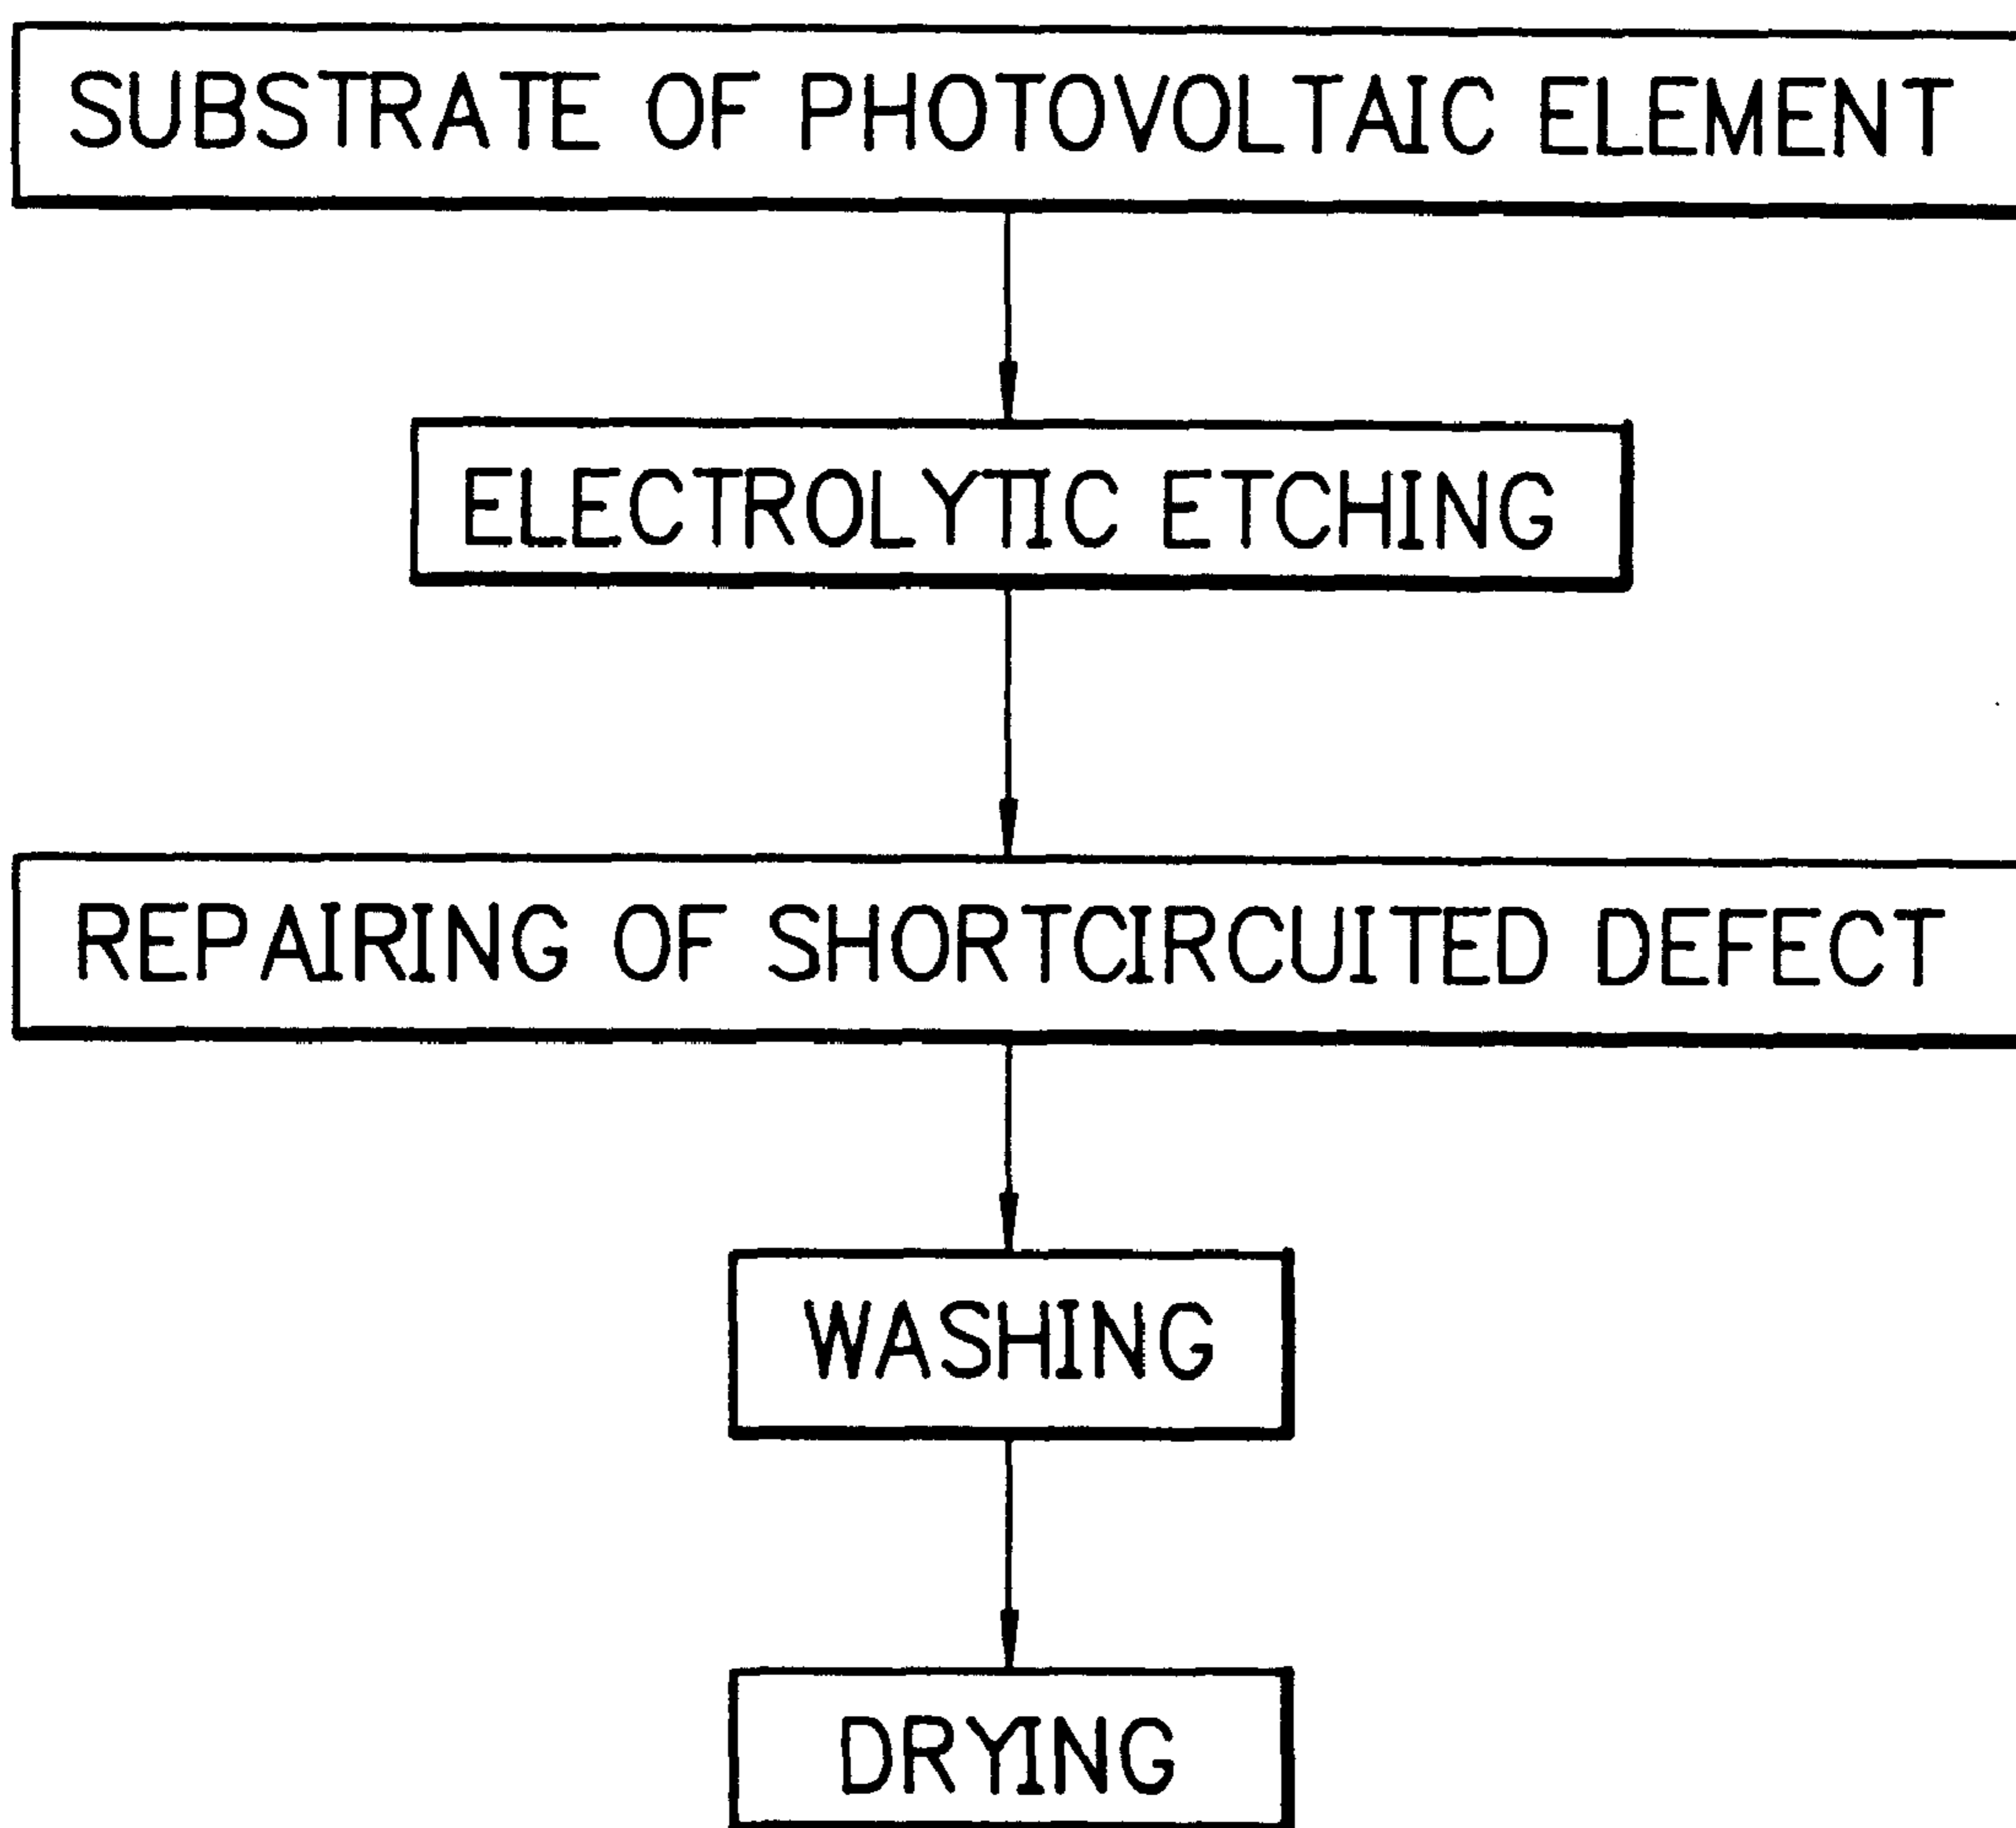 SUBSTRATE OF PHOTOVOLTAIC ELEMENT
ELECTROLYTIC ETCHING
REPAIRING OF SHORTCIRCUITED DEFECT
WASHING
DRYING